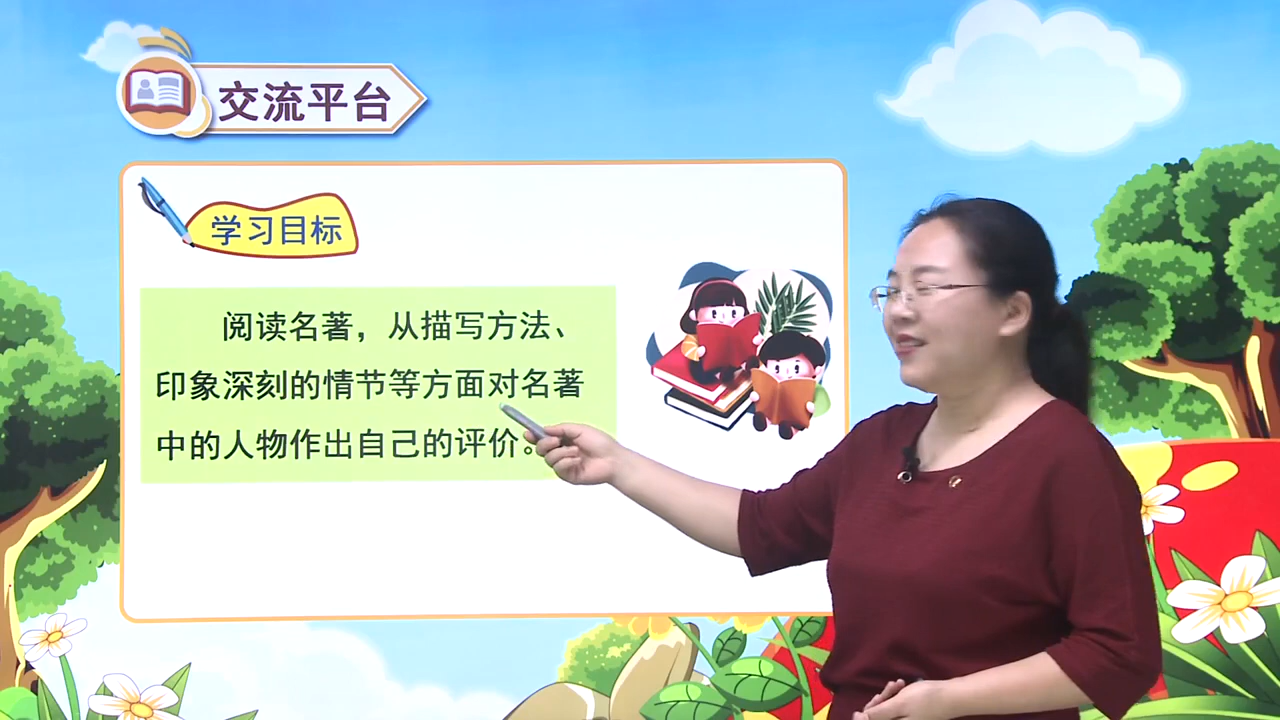 交流平台
学习目标
阅读名著，从描写方法、
印象深刻的情节等方面对名著
中的人物作出自己的评价。